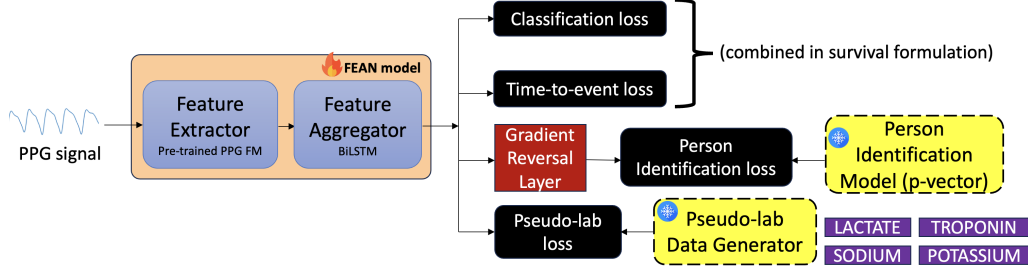 Classification loss
(combined in survival formulation)
Time-to-event loss
FEAN model
Feature
Extractor
Pre-trained PPG FM
Feature
Aggregator
BiLSTM
PPG signal
Gradient
Reversal
Layer
Person
Identification loss
Person
Identification
Model (p-vector)
Pseudo-lab
loss
Pseudo-lab
Data Generator
LACTATE
TROPONIN
SODIUM
POTASSIUM